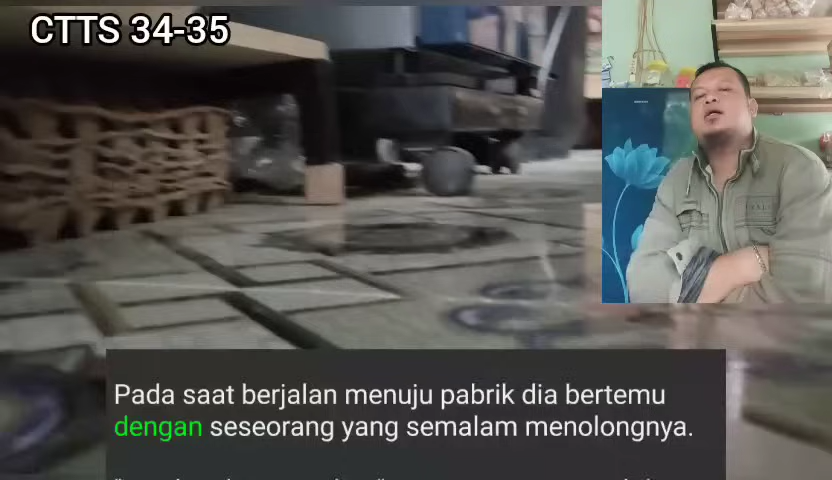 CTTS 34-35
Pada saat berjalan menuju pabrik dia bertemu
dengan seseorang yang semalam menolongnya.